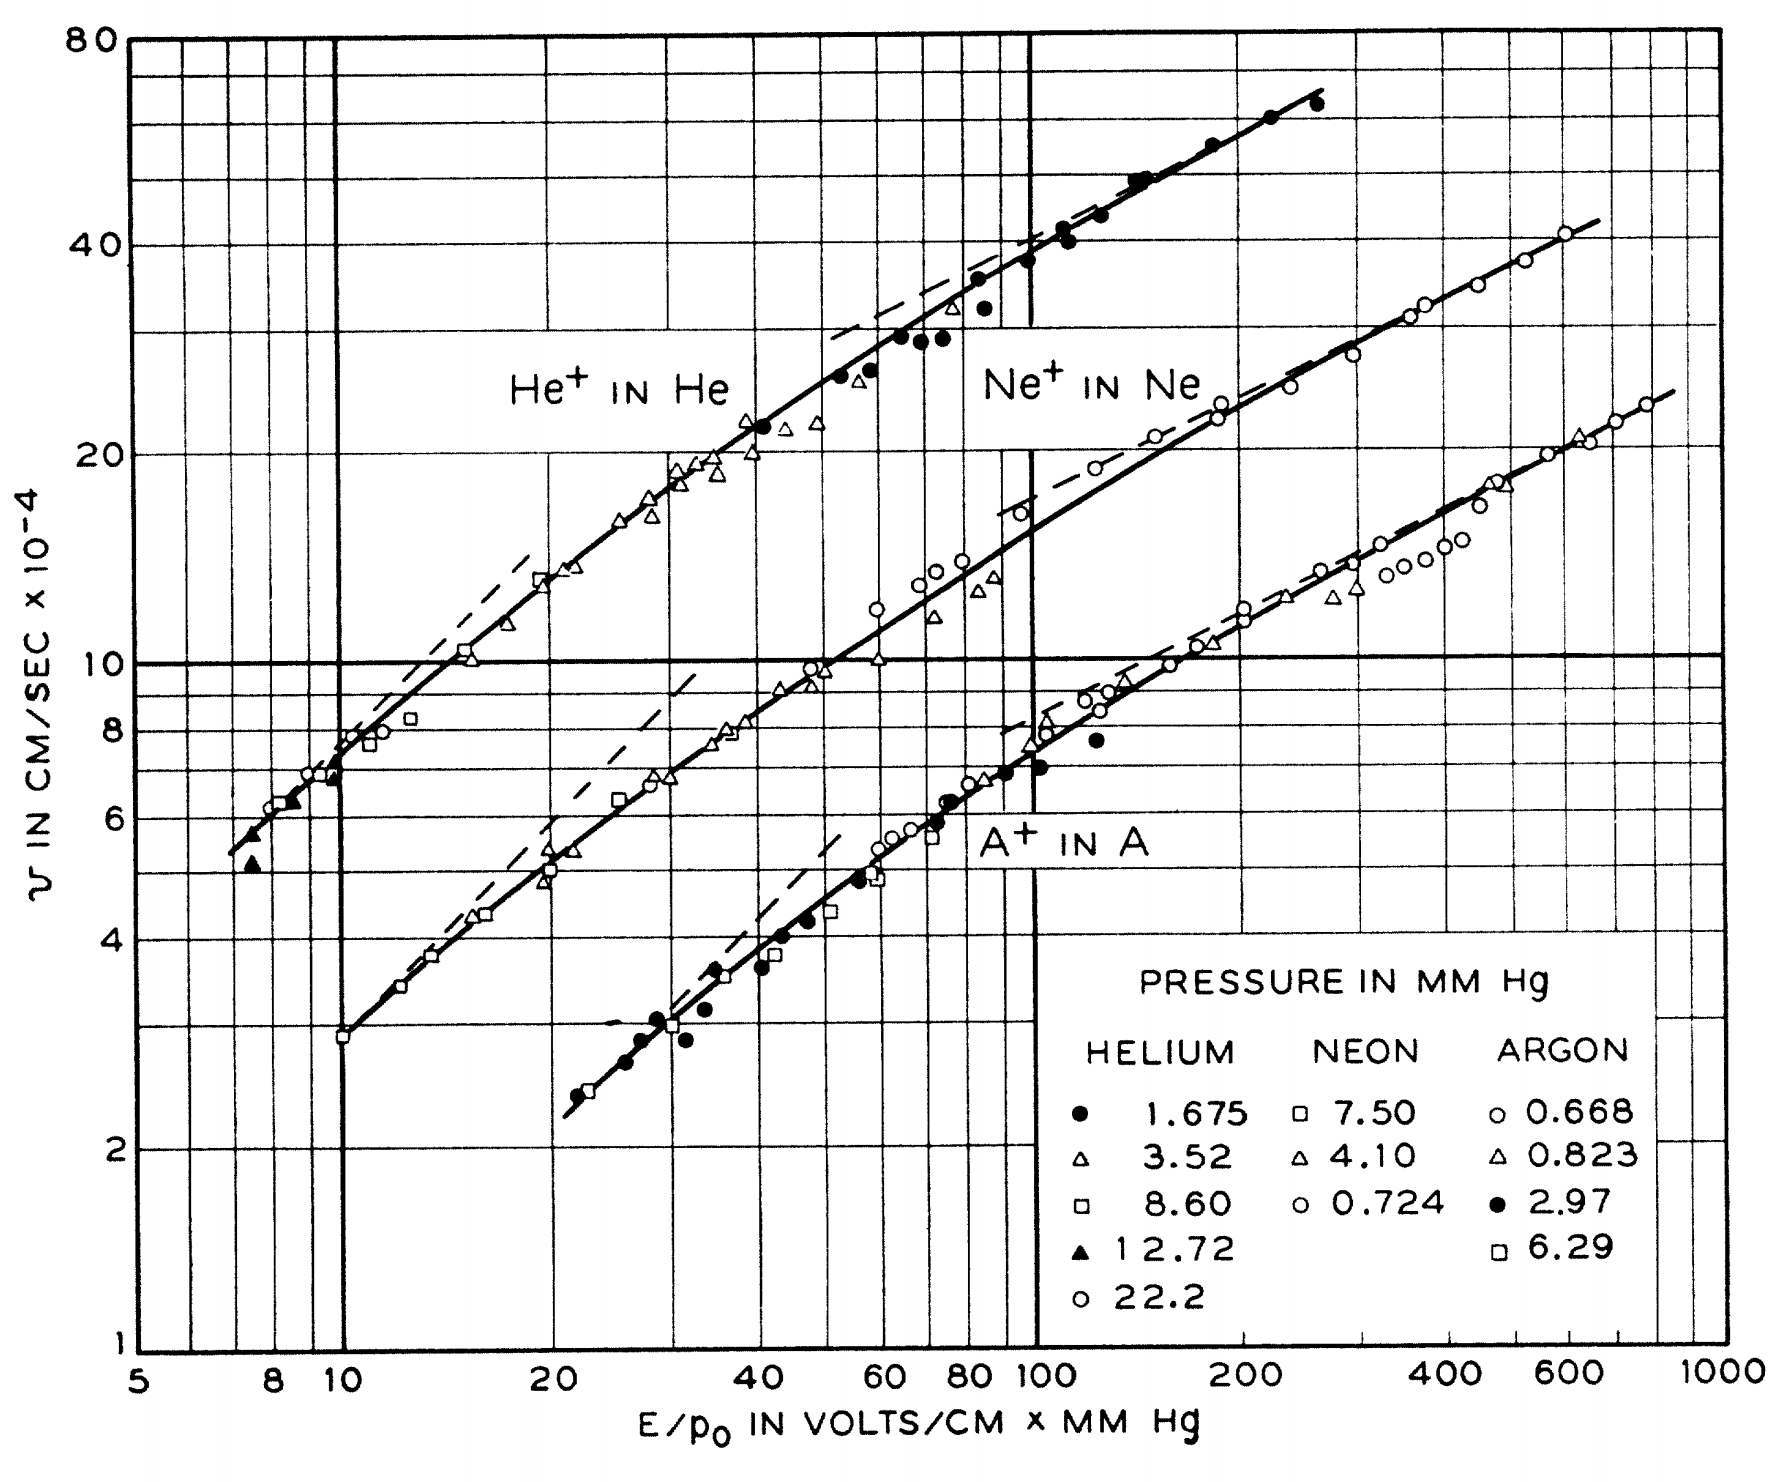 80
40
20
10
8
6
4
2
1
υ IN CM/SEC x 10⁻⁴
He⁺ IN He
Ne⁺ IN Ne
A⁺ IN A
PRESSURE IN MM Hg
HELIUM NEON ARGON
● 1.675 □ 7.50 ○ 0.668
△ 3.52 △ 4.10 △ 0.823
□ 8.60 ○ 0.724 ● 2.97
▲ 12.72 □ 6.29
○ 22.2
5 8 10 20 40 60 80 100 200 400 600 1000
E/p₀ IN VOLTS/CM x MM Hg